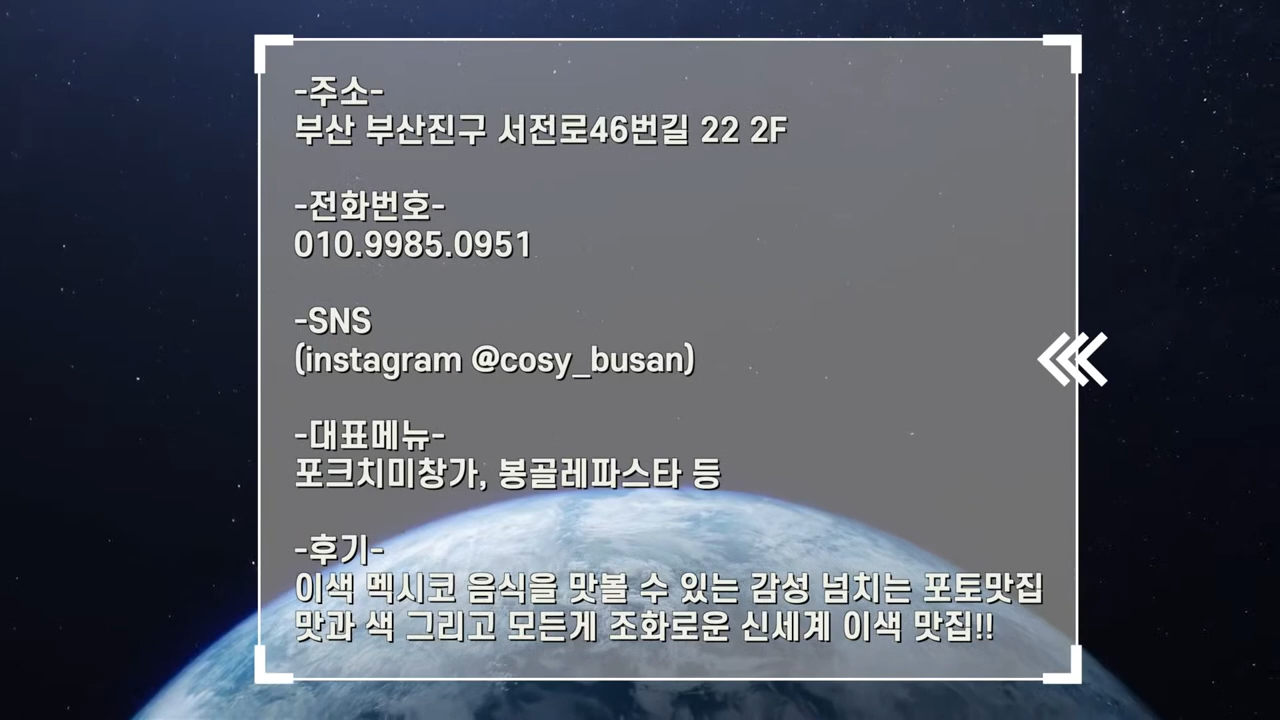 -주소-
부산 부산진구 서전로46번길 22 2F
-전화번호-
010.9985.0951
-SNS
(instagram @cosy_busan)
-대표메뉴-
포크치미창가, 봉골레파스타 등
-후기-
이색 멕시코 음식을 맛볼 수 있는 감성 넘치는 포토맛집
맛과 색 그리고 모든게 조화로운 신세계 이색 맛집!!